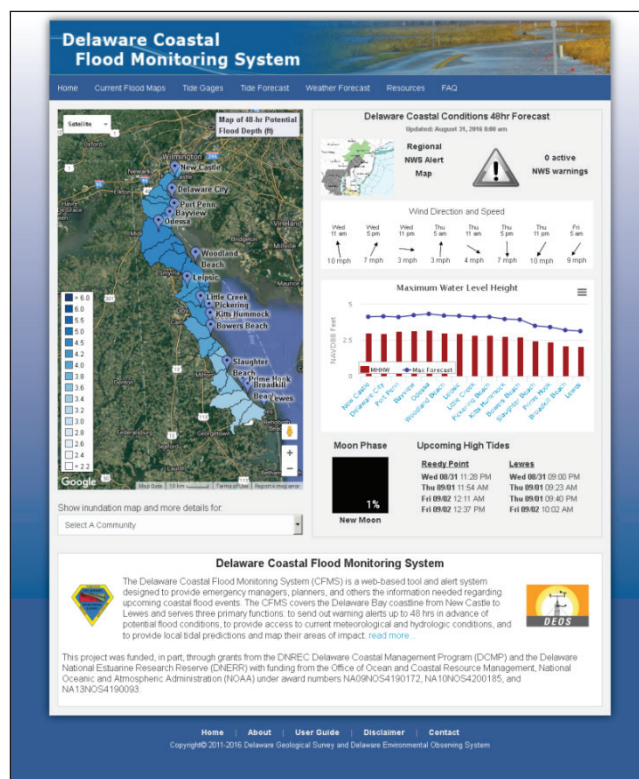 Delaware Coastal
Flood Monitoring System
Home Current Flood Maps Tide Gages Tide Forecast Weather Forecast Resources FAQ
Satellite
Map of 48-hr Potential
Flood Depth (ft)
Wilmington
New Castle
Delaware City
Port Penn
Bayview
Odessa
Woodland
Beach
Leipsic
Little Creek
Pickering
Kitts Hummock
Bowers Beach
Slaughter
Beach
Prime Hook
Broadkill
Lewes
> 6.0
6.0
5.5
5.0
4.5
4.2
4.0
3.8
3.6
3.4
3.2
3.0
2.8
2.6
2.4
< 2.2
Google
Map Data 10 km Terms of Use Report a map error
Show inundation map and more details for:
Select A Community
Delaware Coastal Conditions 48hr Forecast
Updated: August 31, 2016 8:00 am
Regional
NWS Alert
Map
0 active
NWS warnings
Wind Direction and Speed
Wed Wed Wed Thu Thu Thu Thu Fri
11 am 5 pm 11 pm 5 am 11 am 5 pm 11 pm 5 am
10 mph 7 mph 3 mph 3 mph 4 mph 7 mph 10 mph 9 mph
Maximum Water Level Height
NAVD88 Feet
5
2.5
0
MHHW Max Forecast
New Castle
Delaware City
Port Penn
Bayview
Odessa
Woodland Beach
Leipsic
Little Creek
Pickering Beach
Kitts Hummock
Bowers Beach
Slaughter Beach
Prime Hook
Broadkill Beach
Lewes
Moon Phase
1%
New Moon
Upcoming High Tides
Reedy Point Lewes
Wed 08/31 11:28 PM Wed 08/31 09:00 PM
Thu 09/01 11:54 AM Thu 09/01 09:23 AM
Fri 09/02 12:11 AM Thu 09/01 09:40 PM
Fri 09/02 12:37 PM Fri 09/02 10:02 AM
Delaware Coastal Flood Monitoring System
The Delaware Coastal Flood Monitoring System (CFMS) is a web-based tool and alert system
designed to provide emergency managers, planners, and others the information needed regarding
upcoming coastal flood events. The CFMS covers the Delaware Bay coastline from New Castle to
Lewes and serves three primary functions: to send out warning alerts up to 48 hrs in advance of
potential flood conditions, to provide access to current meteorological and hydrologic conditions, and
to provide local tidal predictions and map their areas of impact. read more...
DEOS
This project was funded, in part, through grants from the DNREC Delaware Coastal Management Program (DCMP) and the Delaware
National Estuarine Research Reserve (DNERR) with funding from the Office of Ocean and Coastal Resource Management, National
Oceanic and Atmospheric Administration (NOAA) under award numbers NA09NOS4190172, NA10NOS4200185, and
NA13NOS4190093.
Home | About | User Guide | Disclaimer | Contact
Copyright© 2011-2016 Delaware Geological Survey and Delaware Environmental Observing System